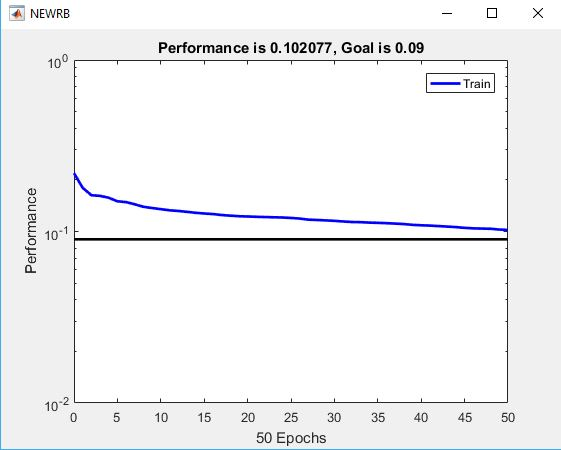 NEWRB
Performance is 0.102077, Goal is 0.09
10^0
Train
10^-1
10^-2
Performance
0 5 10 15 20 25 30 35 40 45 50
50 Epochs